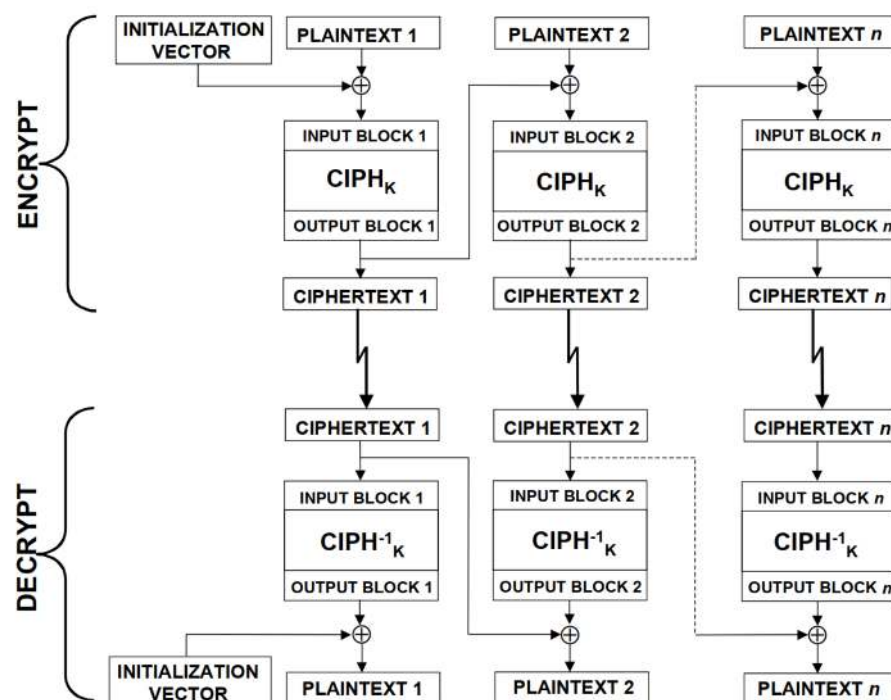 INITIALIZATION
VECTOR
PLAINTEXT 1
PLAINTEXT 2
PLAINTEXT n
ENCRYPT
INPUT BLOCK 1
INPUT BLOCK 2
INPUT BLOCK n
CIPH_K
CIPH_K
CIPH_K
OUTPUT BLOCK 1
OUTPUT BLOCK 2
OUTPUT BLOCK n
CIPHERTEXT 1
CIPHERTEXT 2
CIPHERTEXT n
DECRYPT
CIPHERTEXT 1
CIPHERTEXT 2
CIPHERTEXT n
INPUT BLOCK 1
INPUT BLOCK 2
INPUT BLOCK n
CIPH⁻¹_K
CIPH⁻¹_K
CIPH⁻¹_K
OUTPUT BLOCK 1
OUTPUT BLOCK 2
OUTPUT BLOCK n
INITIALIZATION
VECTOR
PLAINTEXT 1
PLAINTEXT 2
PLAINTEXT n